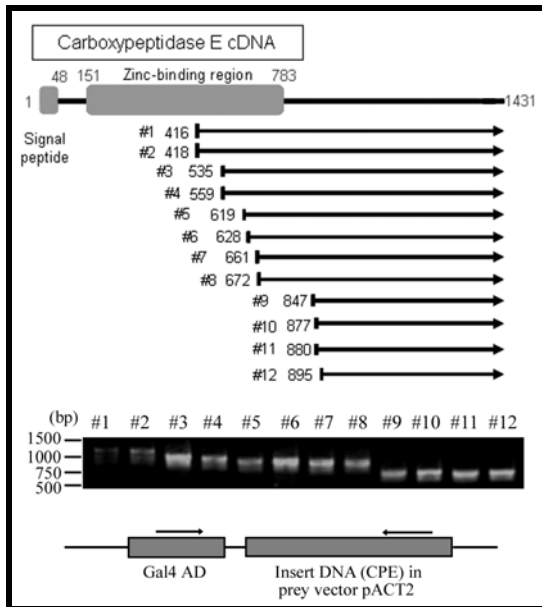 Carboxypeptidase E cDNA
48 151 Zinc-binding region 783
1 1431
Signal
peptide
#1 416
#2 418
#3 535
#4 559
#5 619
#6 628
#7 661
#8 672
#9 847
#10 877
#11 880
#12 895
(bp) #1 #2 #3 #4 #5 #6 #7 #8 #9 #10 #11 #12
1500
1000
750
500
Gal4 AD
Insert DNA (CPE) in
prey vector pACT2